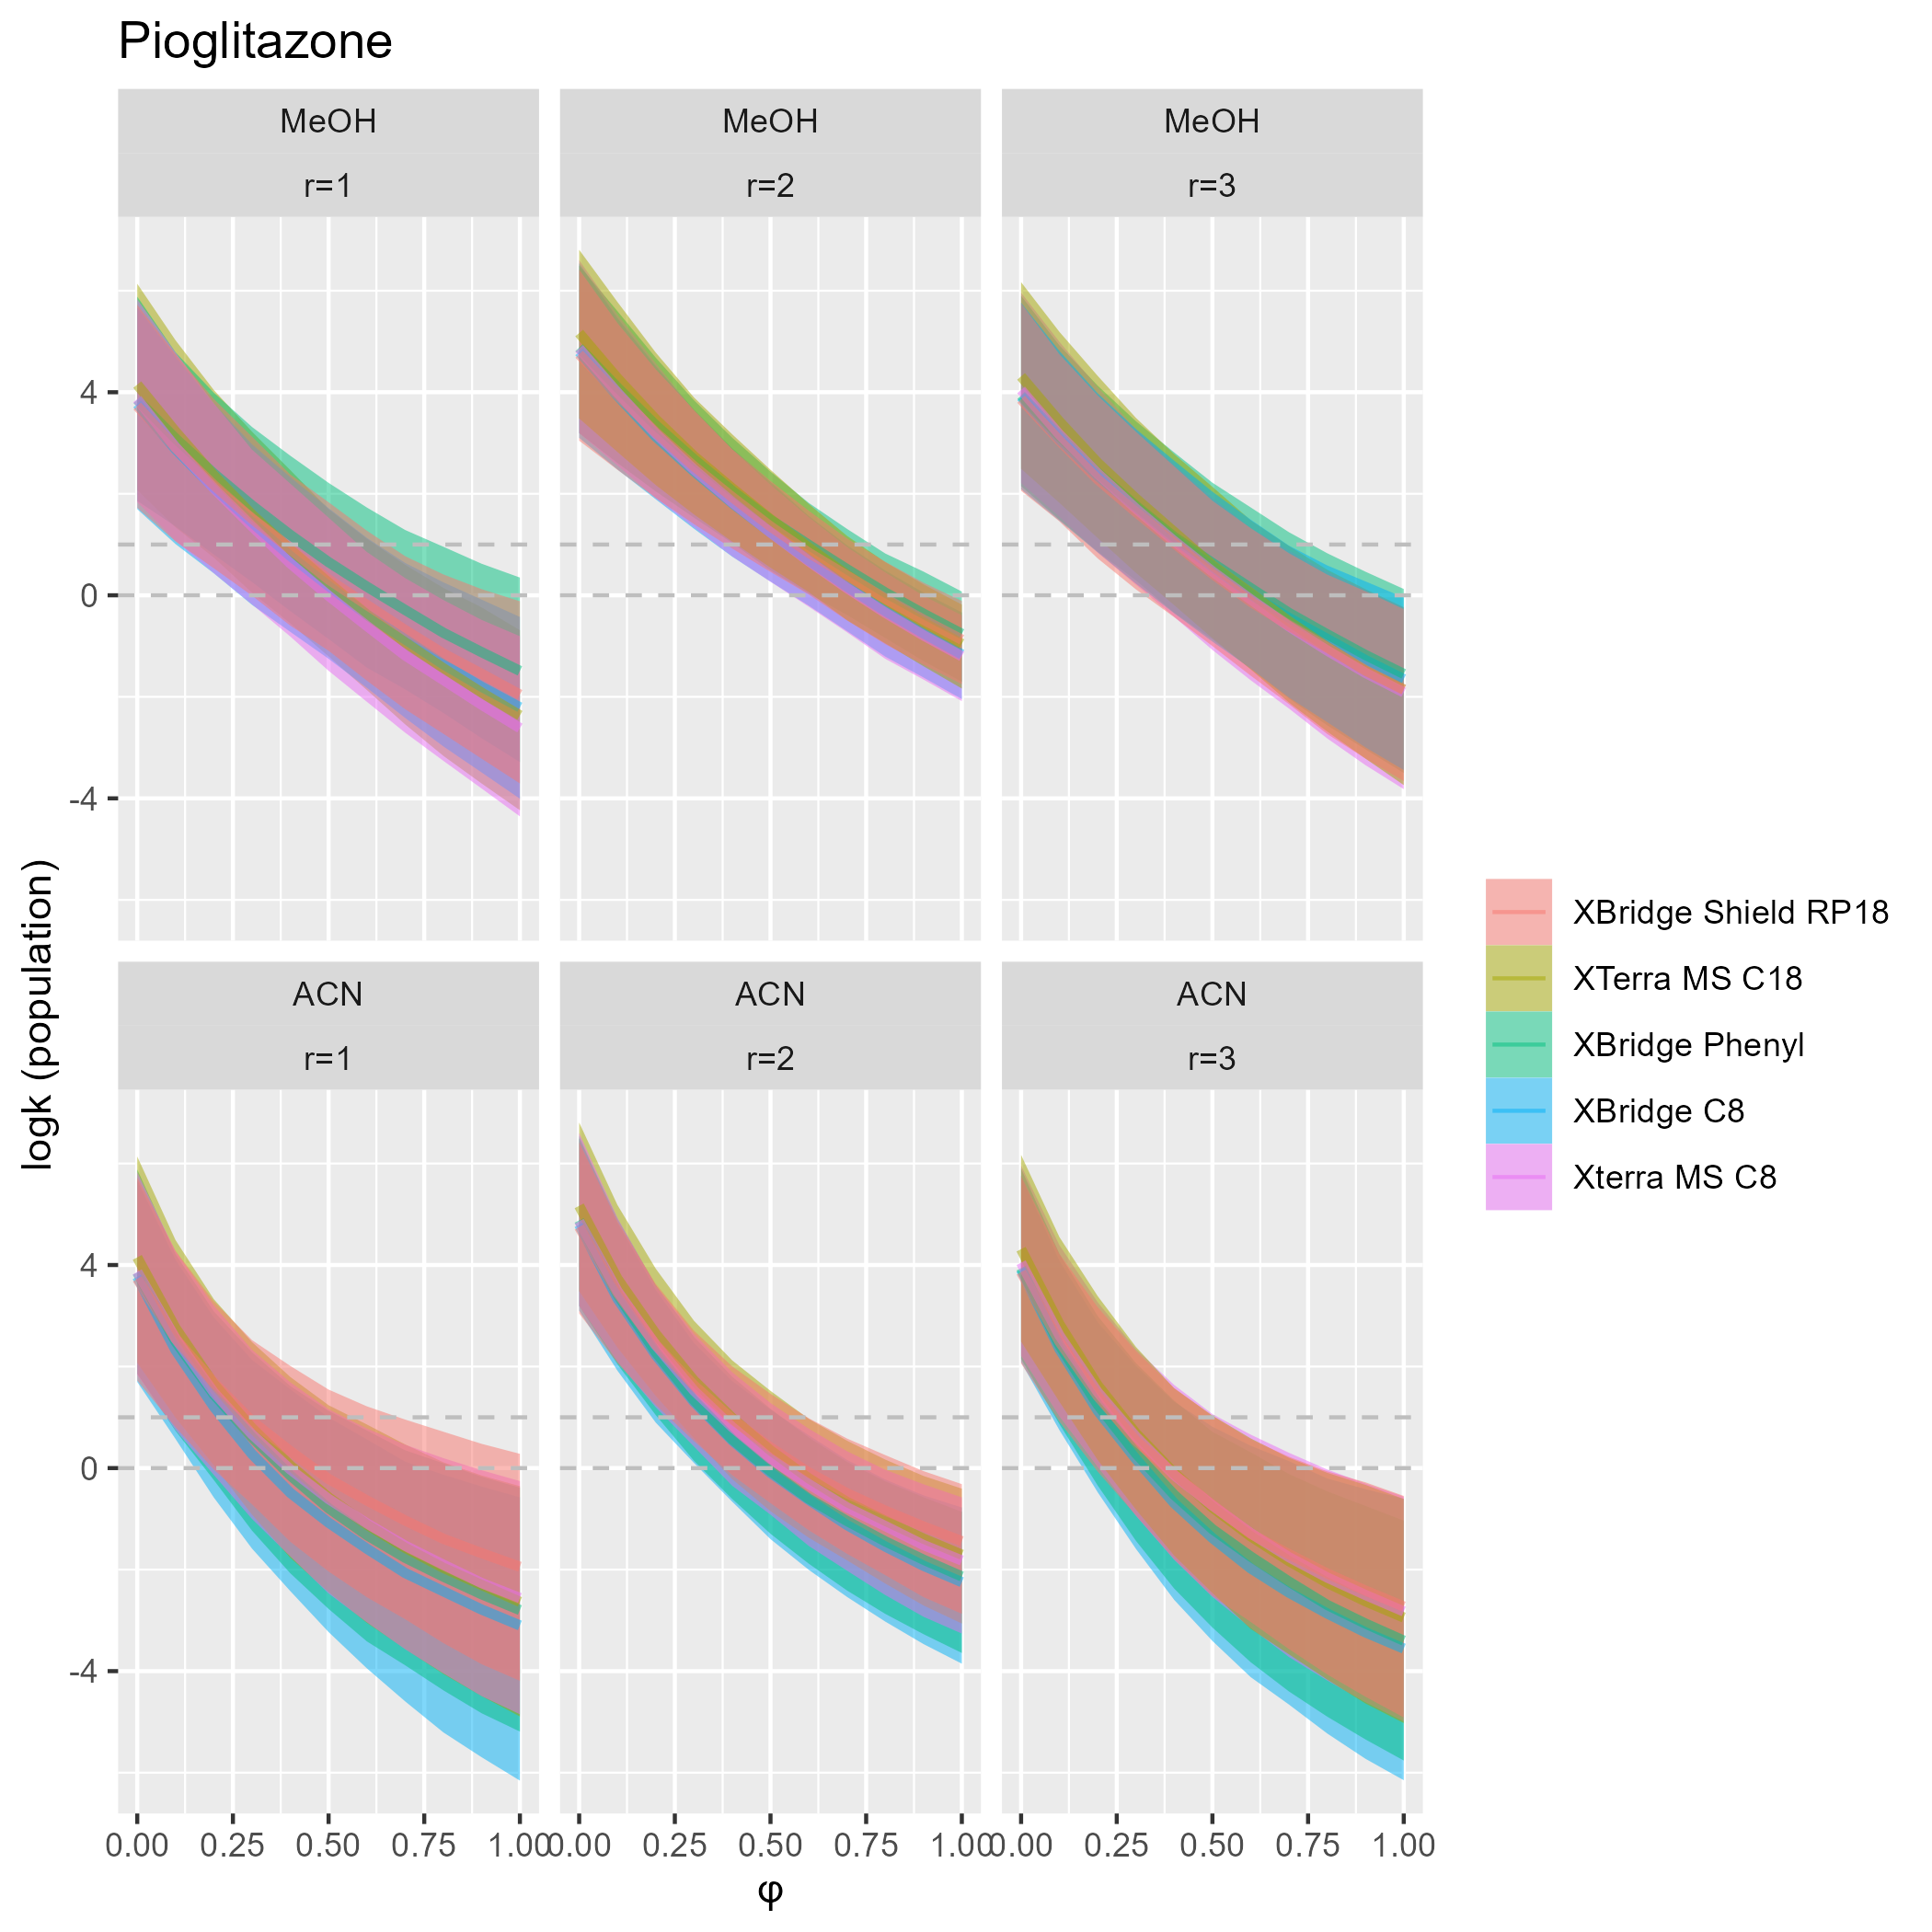 Pioglitazone
MeOH
MeOH
MeOH
r=1
r=2
r=3
4
0
-4
ACN
ACN
ACN
r=1
r=2
r=3
4
0
-4
0.00 0.25 0.50 0.75 1.00
0.00 0.25 0.50 0.75 1.00
0.00 0.25 0.50 0.75 1.00
φ
logk (population)
XBridge Shield RP18
XTerra MS C18
XBridge Phenyl
XBridge C8
Xterra MS C8